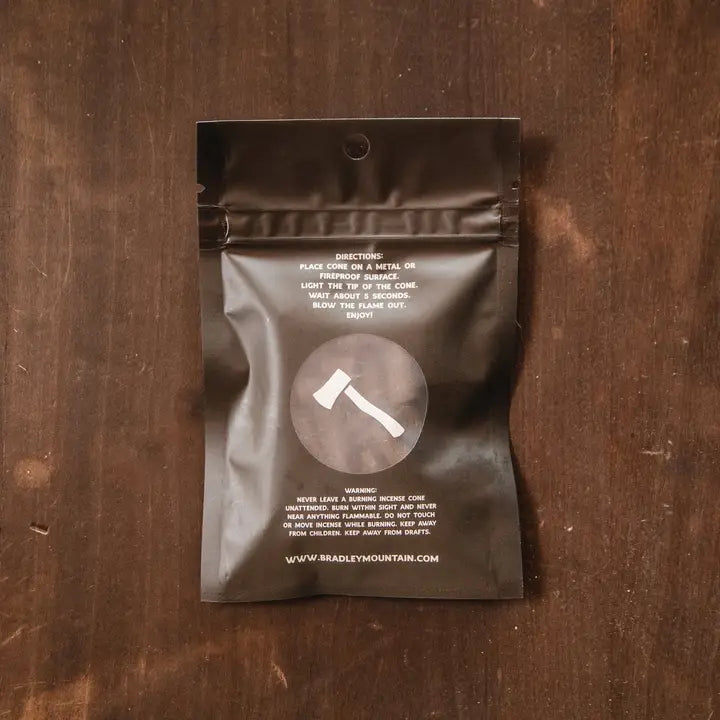 DIRECTIONS:
PLACE CONE ON A METAL OR
FIREPROOF SURFACE.
LIGHT THE TIP OF THE CONE.
WAIT ABOUT 5 SECONDS.
BLOW THE FLAME OUT.
ENJOY!
WARNING:
NEVER LEAVE A BURNING INCENSE CONE
UNATTENDED. BURN WITHIN SIGHT AND NEVER
NEAR ANYTHING FLAMMABLE. DO NOT TOUCH
OR MOVE INCENSE WHILE BURNING. KEEP AWAY
FROM CHILDREN. KEEP AWAY FROM DRAFTS.
WWW.BRADLEYMOUNTAIN.COM